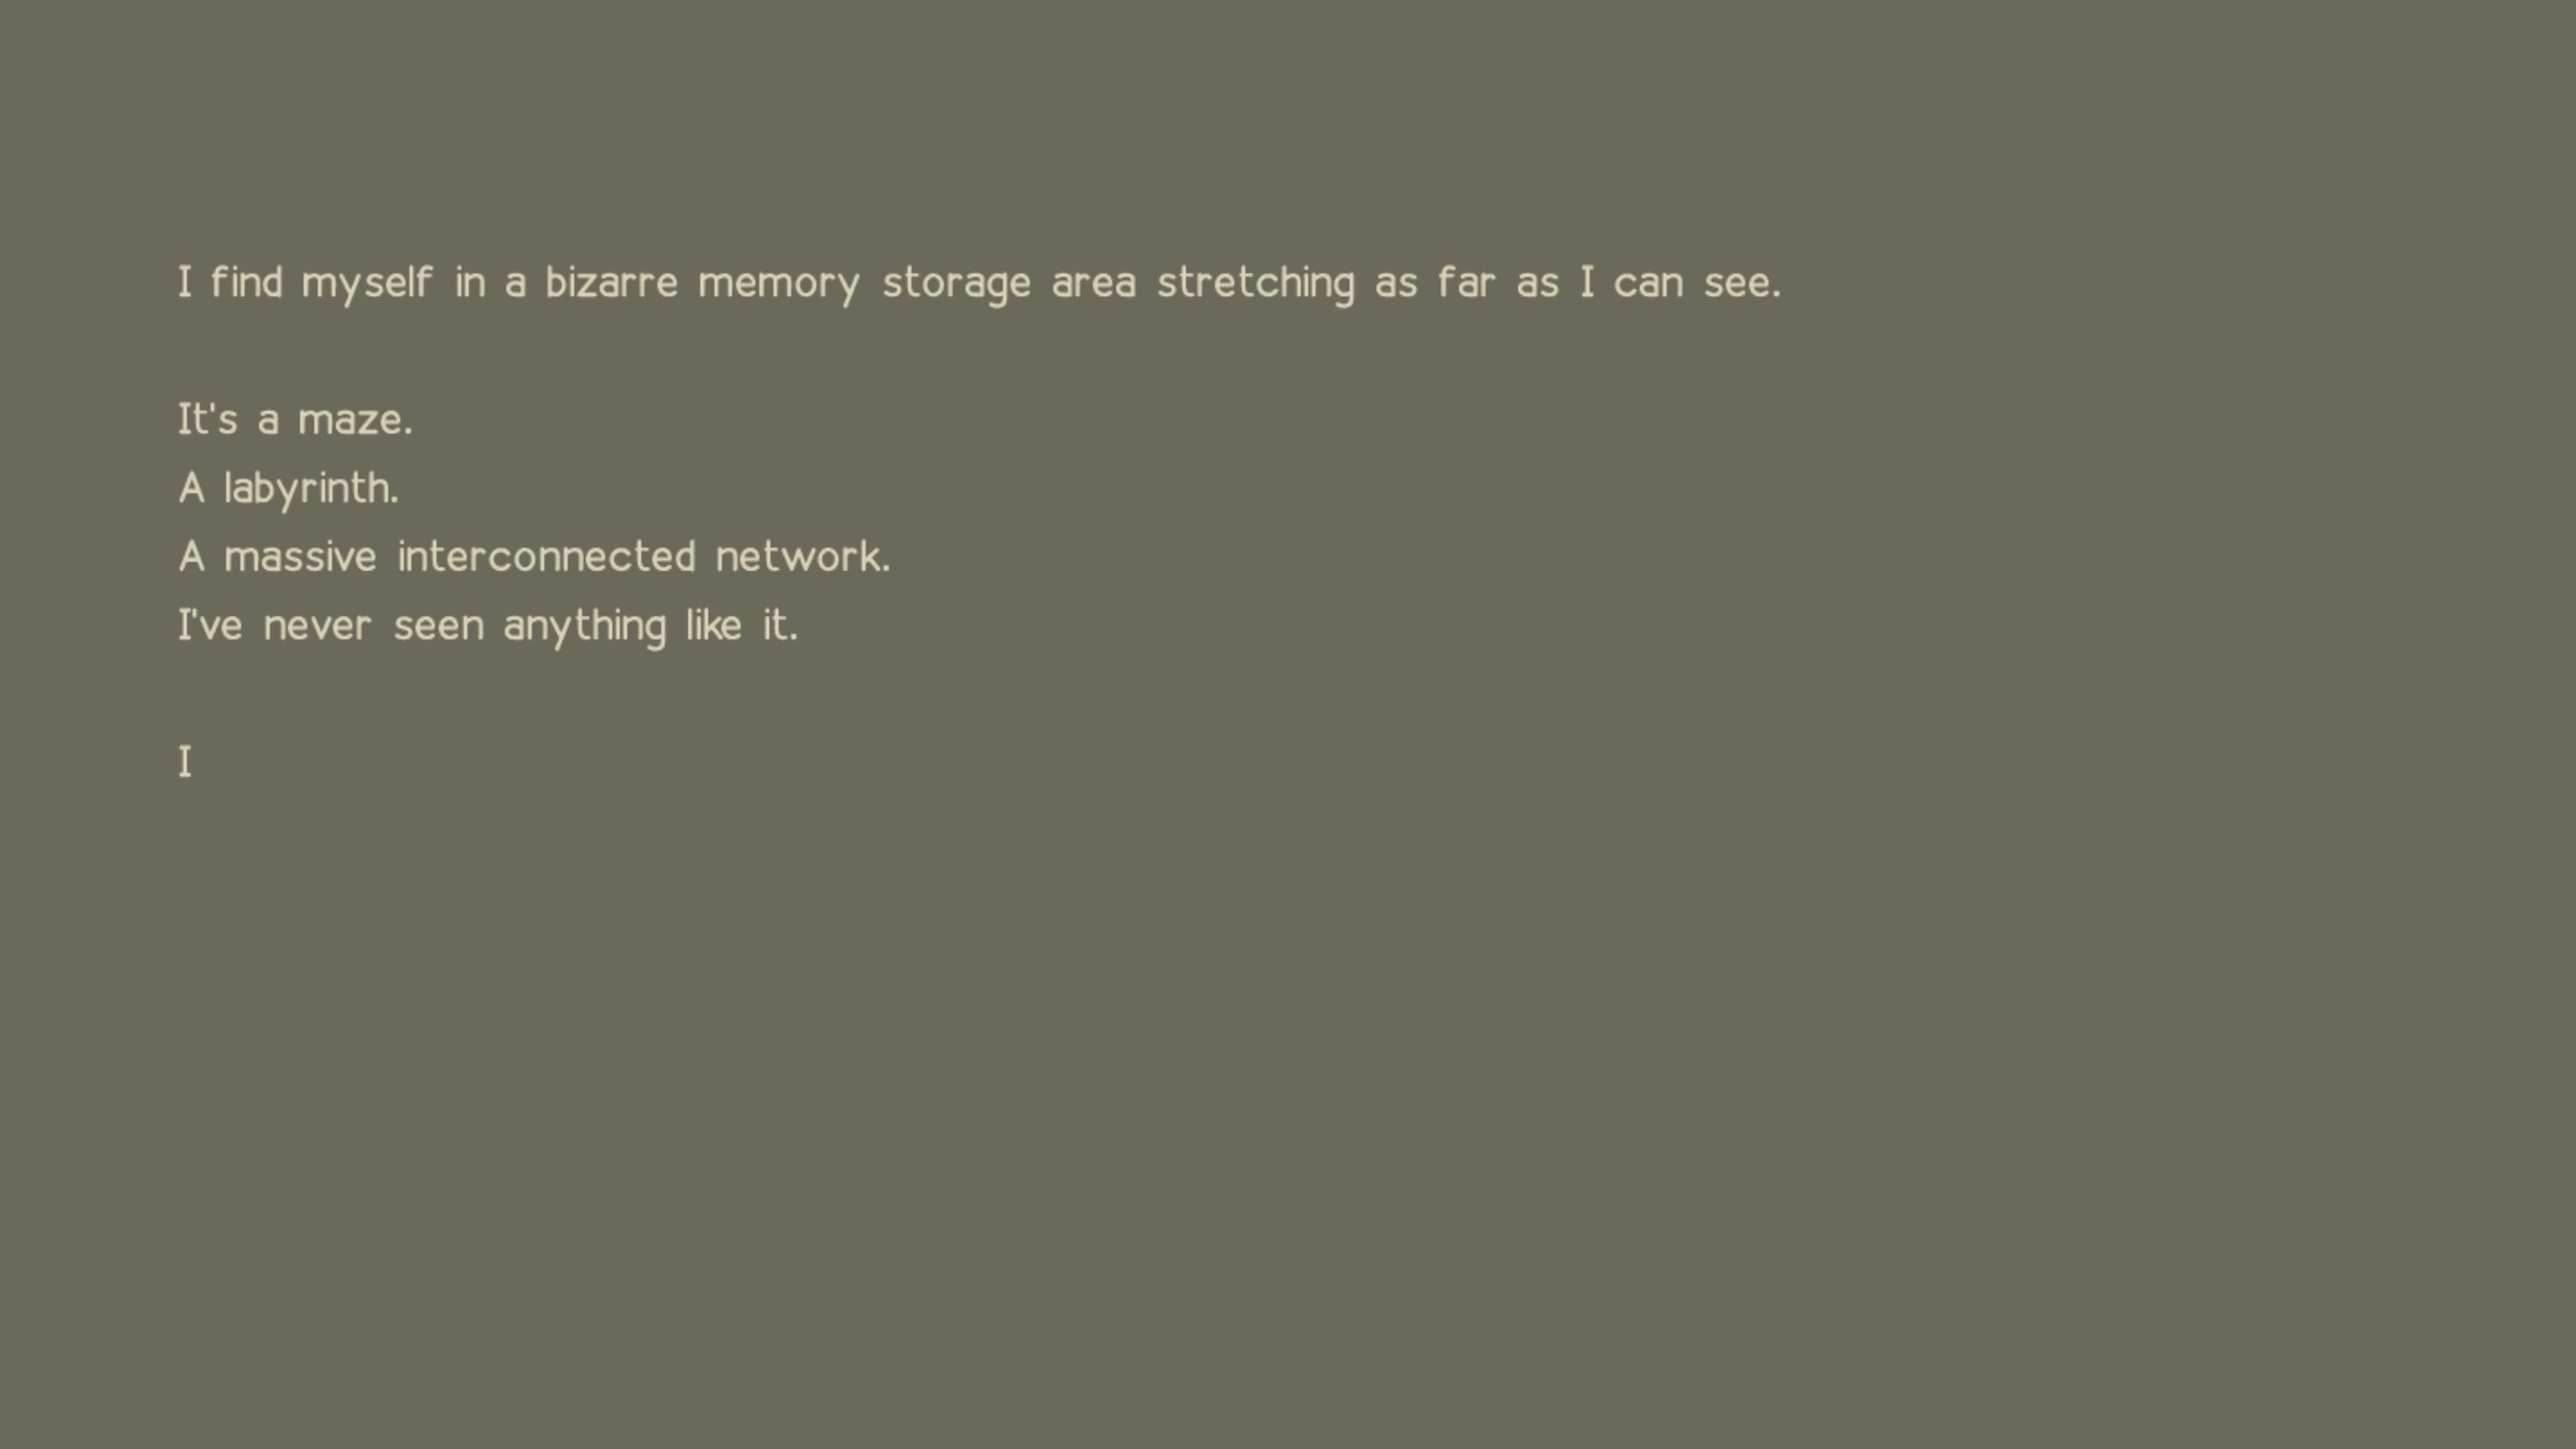 I find myself in a bizarre memory storage area stretching as far as I can see.
It's a maze.
A labyrinth.
A massive interconnected network.
I've never seen anything like it.
I